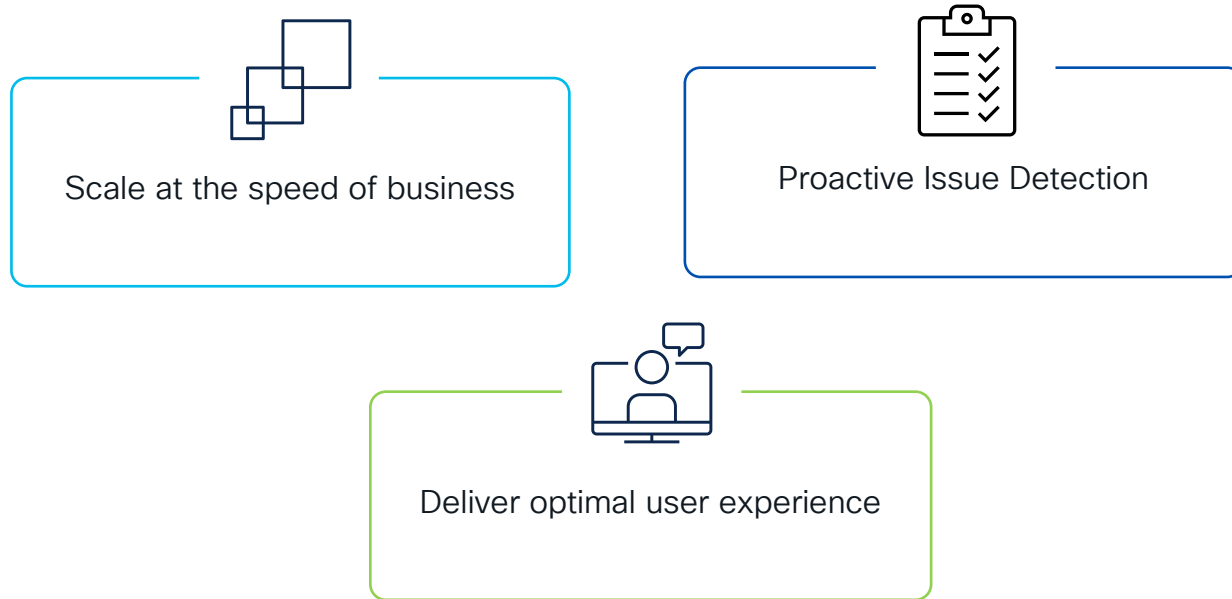 Scale at the speed of business
Proactive Issue Detection
Deliver optimal user experience